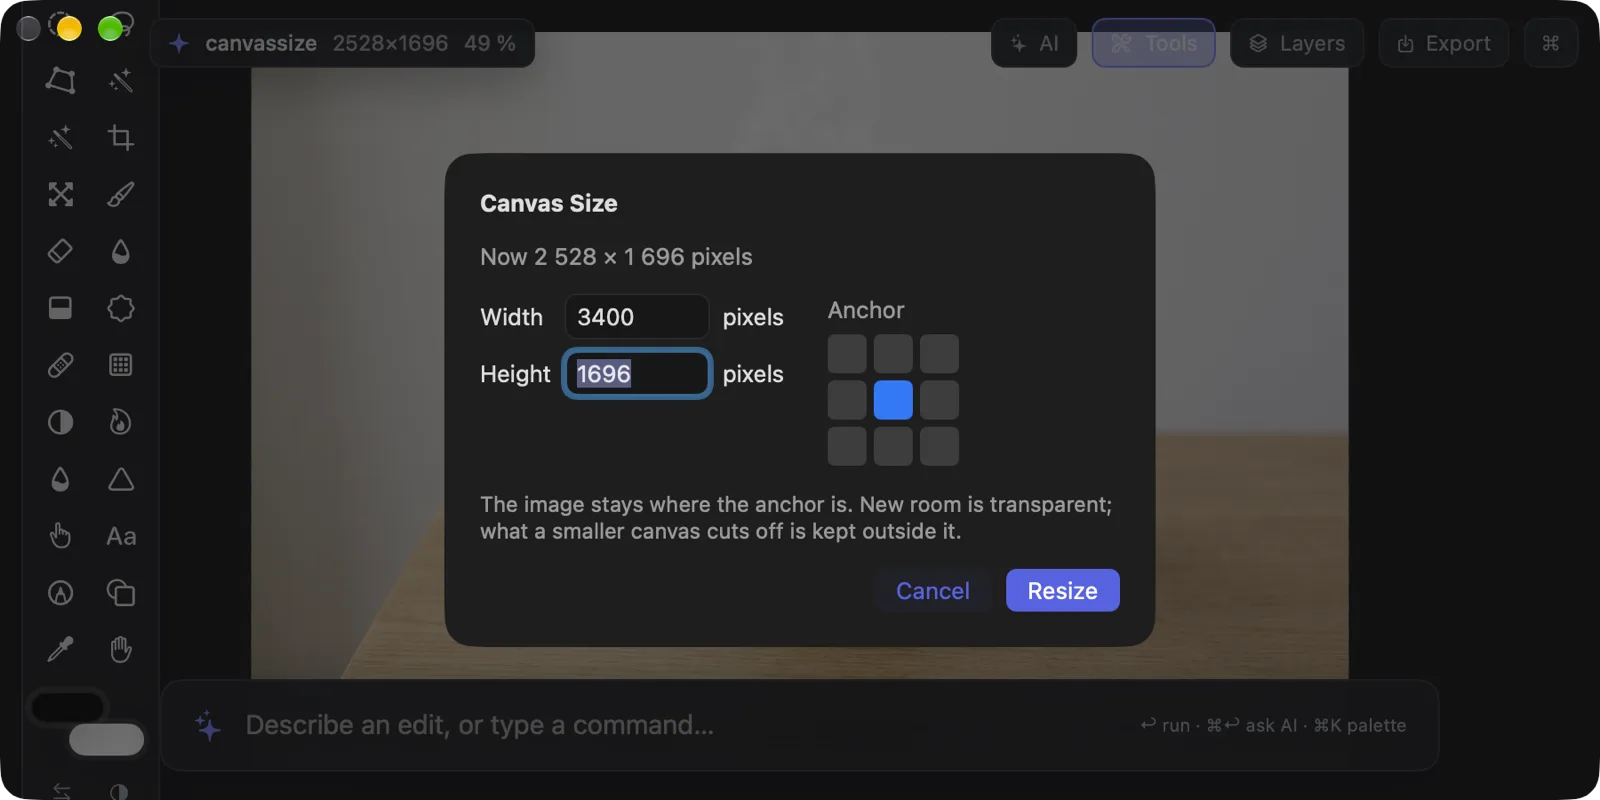 canvassize 2528×1696 49 %
AI
Tools
Layers
Export
⌘
Canvas Size
Now 2 528 × 1 696 pixels
Width 3400 pixels
Height 1696 pixels
Anchor
The image stays where the anchor is. New room is transparent;
what a smaller canvas cuts off is kept outside it.
Cancel
Resize
Aa
Describe an edit, or type a command...
↩ run · ⌘↩ ask AI · ⌘K palette